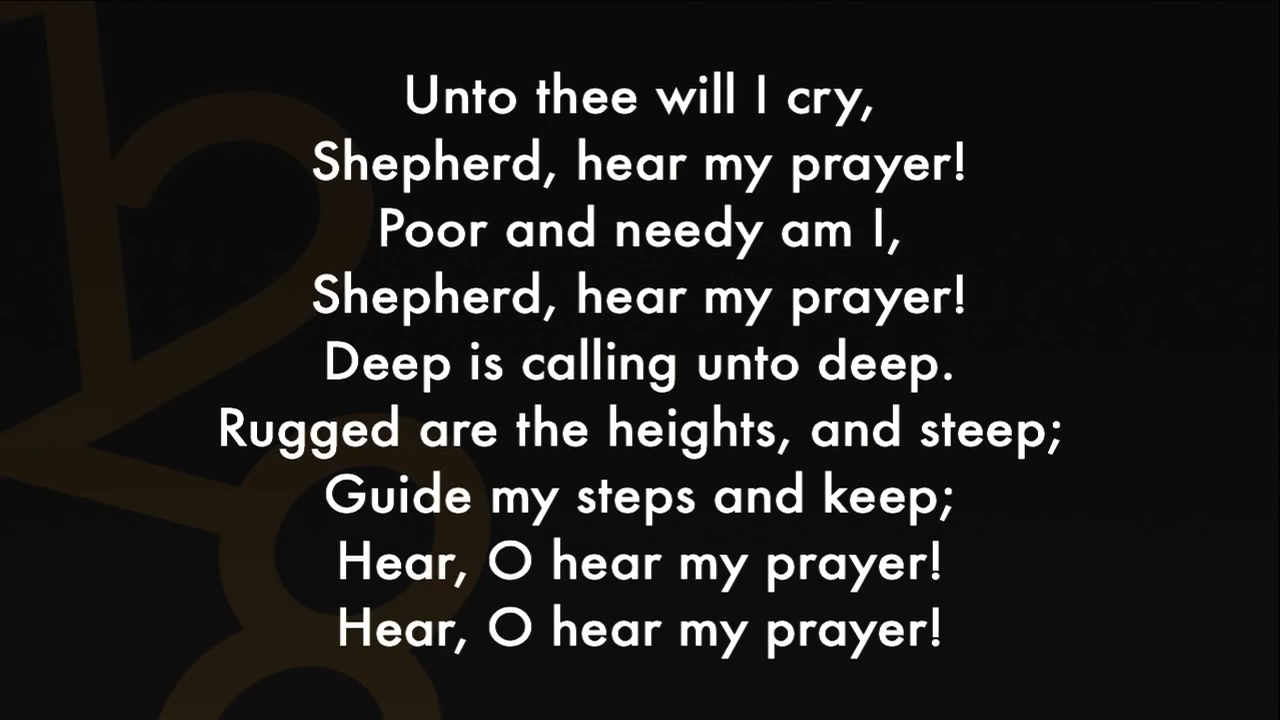 Unto thee will I cry,
Shepherd, hear my prayer!
Poor and needy am I,
Shepherd, hear my prayer!
Deep is calling unto deep.
Rugged are the heights, and steep;
Guide my steps and keep;
Hear, O hear my prayer!
Hear, O hear my prayer!